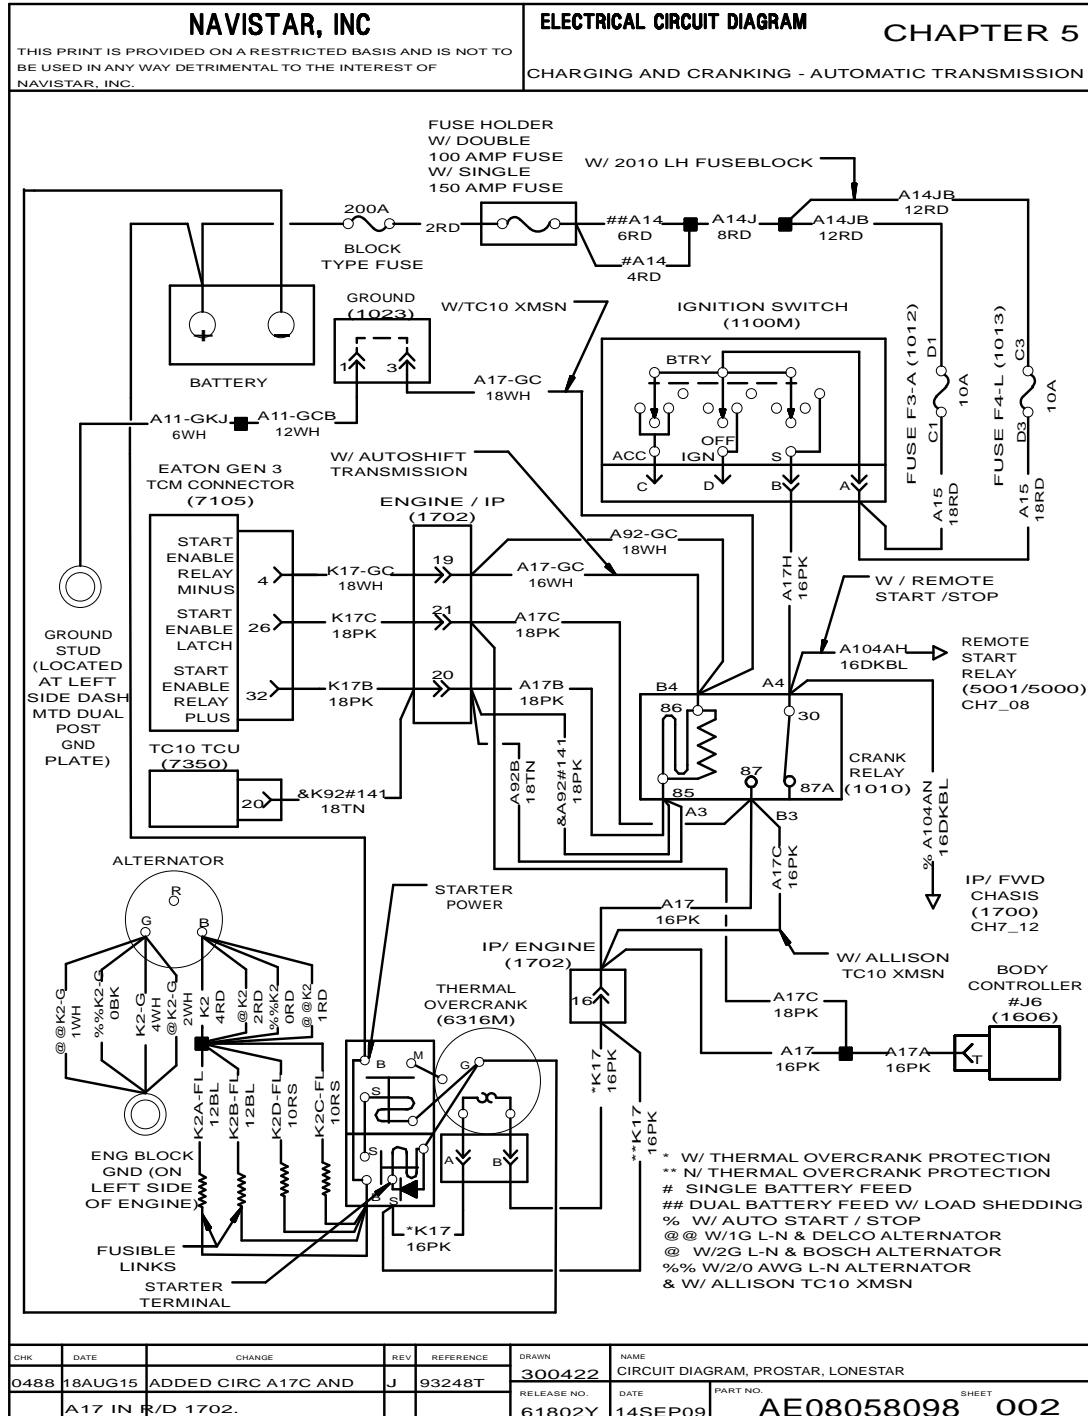 NAVISTAR, INC
THIS PRINT IS PROVIDED ON A RESTRICTED BASIS AND IS NOT TO
BE USED IN ANY WAY DETRIMENTAL TO THE INTEREST OF
NAVISTAR, INC.
ELECTRICAL CIRCUIT DIAGRAM
CHAPTER 5
CHARGING AND CRANKING - AUTOMATIC TRANSMISSION
FUSE HOLDER
W/ DOUBLE
100 AMP FUSE
W/ SINGLE
150 AMP FUSE
W/ 2010 LH FUSEBLOCK
A14JB
12RD
200A
BLOCK
TYPE FUSE
2RD
##A14
6RD
#A14
4RD
A14J
8RD
A14JB
12RD
+
BATTERY
GROUND
(1023)
1
3
A17-GC
18WH
W/TC10 XMSN
A11-GKJ
6WH
A11-GCB
12WH
IGNITION SWITCH
(1100M)
BTRY
OFF
ACC
IGN
S
C
D
B
A
FUSE F3-A (1012)
D1
C1
10A
FUSE F4-L (1013)
C3
D3
10A
A15
18RD
A15
18RD
W/ AUTOSHIFT
TRANSMISSION
EATON GEN 3
TCM CONNECTOR
(7105)
START
ENABLE
RELAY
MINUS
4
START
ENABLE
LATCH
26
START
ENABLE
RELAY
PLUS
32
K17-GC
18WH
K17C
18PK
K17B
18PK
ENGINE / IP
(1702)
19
21
20
A92-GC
18WH
A17-GC
16WH
A17C
18PK
A17B
18PK
A92B
18TN
&A92#141
18PK
A17H
16PK
W / REMOTE
START /STOP
A104AH
16DKBL
REMOTE
START
RELAY
(5001/5000)
CH7_08
GROUND
STUD
(LOCATED
AT LEFT
SIDE DASH
MTD DUAL
POST
GND
PLATE)
TC10 TCU
(7350)
20
&K92#141
18TN
B4
A4
86
30
87
87A
85
A3
B3
CRANK
RELAY
(1010)
% A104AN
16DKBL
IP/ FWD
CHASIS
(1700)
CH7_12
A17C
16PK
A17
16PK
W/ ALLISON
TC10 XMSN
ALTERNATOR
R
G
B
STARTER
POWER
IP/ ENGINE
(1702)
16
@@K2-G
1WH
%%K2-G
0BK
K2-G
4WH
@K2-G
2WH
K2
4RD
@K2
2RD
%%K2
0RD
@@K2
1RD
THERMAL
OVERCRANK
(6316M)
B
M
G
S
S
B
S
A
B
A17C
18PK
A17
16PK
A17A
16PK
BODY
CONTROLLER
#J6
(1606)
T
K2A-FL
12BL
K2B-FL
12BL
K2D-FL
10RS
K2C-FL
10RS
*K17
16PK
**K17
16PK
*K17
16PK
ENG BLOCK
GND (ON
LEFT SIDE
OF ENGINE)
FUSIBLE
LINKS
STARTER
TERMINAL
* W/ THERMAL OVERCRANK PROTECTION
** N/ THERMAL OVERCRANK PROTECTION
# SINGLE BATTERY FEED
## DUAL BATTERY FEED W/ LOAD SHEDDING
% W/ AUTO START / STOP
@@ W/1G L-N & DELCO ALTERNATOR
@ W/2G L-N & BOSCH ALTERNATOR
%% W/2/0 AWG L-N ALTERNATOR
& W/ ALLISON TC10 XMSN
CHK DATE CHANGE REV REFERENCE
0488 18AUG15 ADDED CIRC A17C AND J 93248T
A17 IN R/D 1702.
DRAWN
300422
NAME
CIRCUIT DIAGRAM, PROSTAR, LONESTAR
RELEASE NO.
61802Y
DATE
14SEP09
PART NO.
AE08058098
SHEET
002